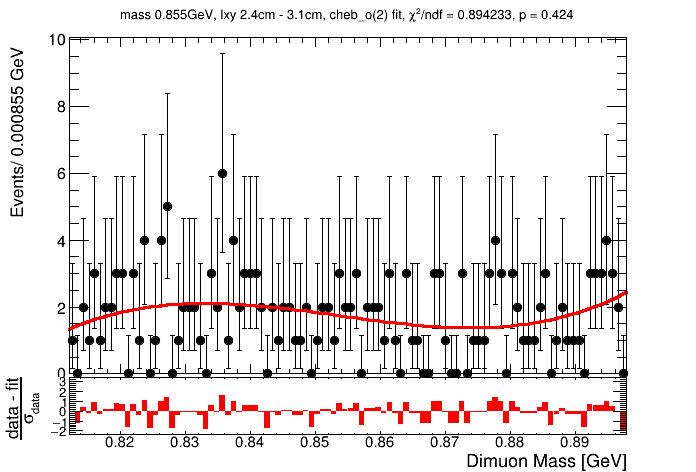 mass 0.855GeV, lxy 2.4cm - 3.1cm, cheb_o(2) fit, χ²/ndf = 0.894233, p = 0.424
Events/ 0.000855 GeV
10
8
6
4
2
0
data - fit
σdata
3
2
1
0
−1
−2
0.82 0.83 0.84 0.85 0.86 0.87 0.88 0.89
Dimuon Mass [GeV]